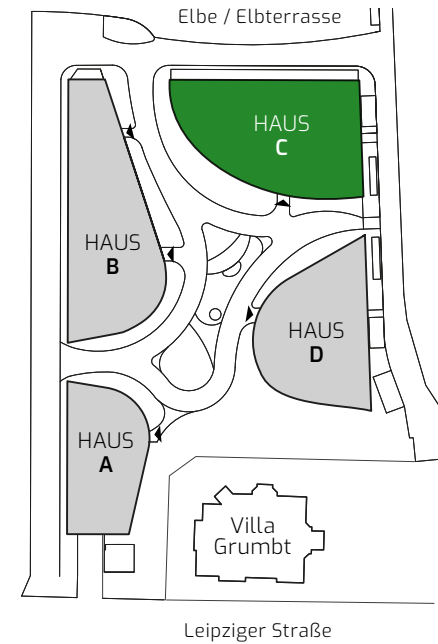 Elbe / Elbterrasse
HAUS
C
HAUS
B
HAUS
D
HAUS
A
Villa
Grumbt
Leipziger Straße